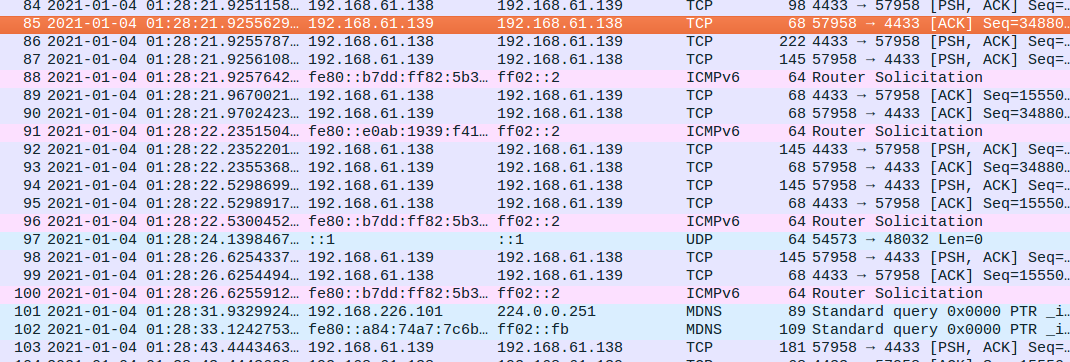 84 2021-01-04 01:28:21.9251158… 192.168.61.138 192.168.61.139 TCP 98 4433 → 57958 [PSH, ACK] Seq=…
85 2021-01-04 01:28:21.9255629… 192.168.61.139 192.168.61.138 TCP 68 57958 → 4433 [ACK] Seq=34880…
86 2021-01-04 01:28:21.9255787… 192.168.61.138 192.168.61.139 TCP 222 4433 → 57958 [PSH, ACK] Seq=…
87 2021-01-04 01:28:21.9256108… 192.168.61.139 192.168.61.138 TCP 145 57958 → 4433 [PSH, ACK] Seq=…
88 2021-01-04 01:28:21.9257642… fe80::b7dd:ff82:5b3… ff02::2 ICMPv6 64 Router Solicitation
89 2021-01-04 01:28:21.9670021… 192.168.61.138 192.168.61.139 TCP 68 4433 → 57958 [ACK] Seq=15550…
90 2021-01-04 01:28:21.9702423… 192.168.61.139 192.168.61.138 TCP 68 57958 → 4433 [ACK] Seq=34880…
91 2021-01-04 01:28:22.2351504… fe80::e0ab:1939:f41… ff02::2 ICMPv6 64 Router Solicitation
92 2021-01-04 01:28:22.2352201… 192.168.61.138 192.168.61.139 TCP 145 4433 → 57958 [PSH, ACK] Seq=…
93 2021-01-04 01:28:22.2355368… 192.168.61.139 192.168.61.138 TCP 68 57958 → 4433 [ACK] Seq=34880…
94 2021-01-04 01:28:22.5298699… 192.168.61.139 192.168.61.138 TCP 145 57958 → 4433 [PSH, ACK] Seq=…
95 2021-01-04 01:28:22.5298917… 192.168.61.138 192.168.61.139 TCP 68 4433 → 57958 [ACK] Seq=15550…
96 2021-01-04 01:28:22.5300452… fe80::b7dd:ff82:5b3… ff02::2 ICMPv6 64 Router Solicitation
97 2021-01-04 01:28:24.1398467… ::1 ::1 UDP 64 54573 → 48032 Len=0
98 2021-01-04 01:28:26.6254337… 192.168.61.139 192.168.61.138 TCP 145 57958 → 4433 [PSH, ACK] Seq=…
99 2021-01-04 01:28:26.6254494… 192.168.61.138 192.168.61.139 TCP 68 4433 → 57958 [ACK] Seq=15550…
100 2021-01-04 01:28:26.6255912… fe80::b7dd:ff82:5b3… ff02::2 ICMPv6 64 Router Solicitation
101 2021-01-04 01:28:31.9329924… 192.168.226.101 224.0.0.251 MDNS 89 Standard query 0x0000 PTR _i…
102 2021-01-04 01:28:33.1242753… fe80::a84:74a7:7c6b… ff02::fb MDNS 109 Standard query 0x0000 PTR _i…
103 2021-01-04 01:28:43.4443463… 192.168.61.139 192.168.61.138 TCP 181 57958 → 4433 [PSH, ACK] Seq=…